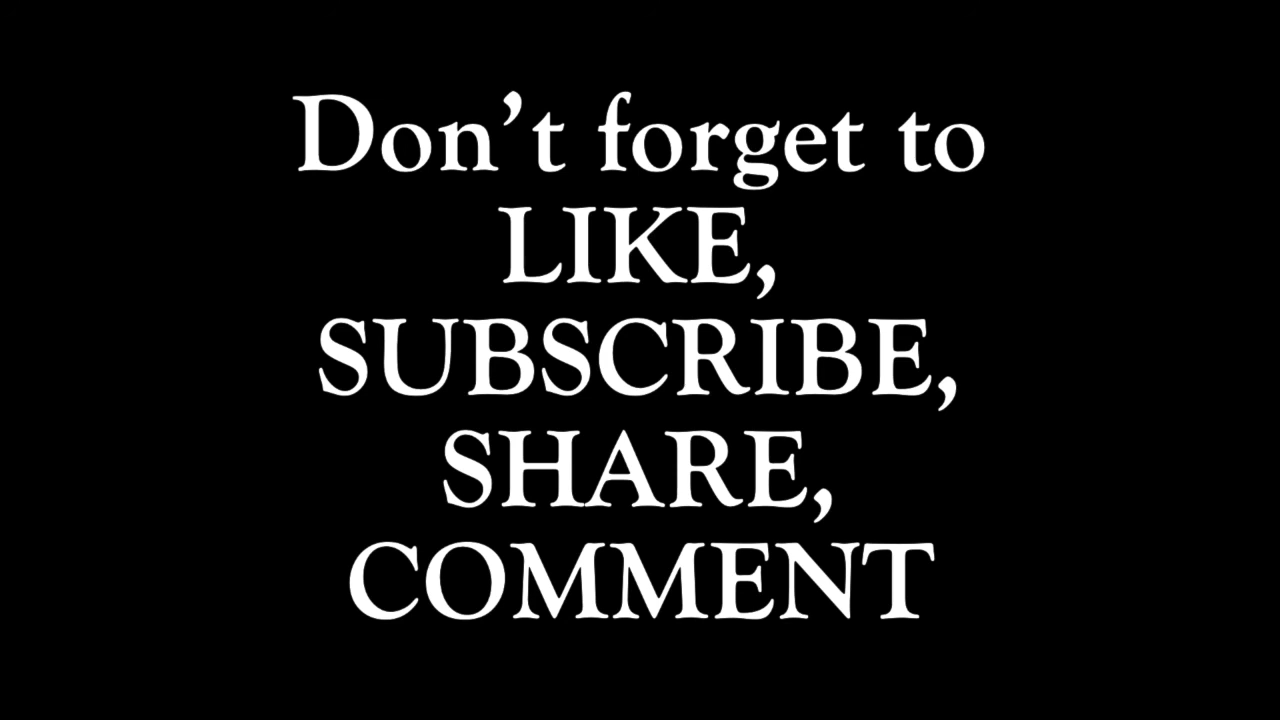 Don’t forget to
LIKE,
SUBSCRIBE,
SHARE,
COMMENT